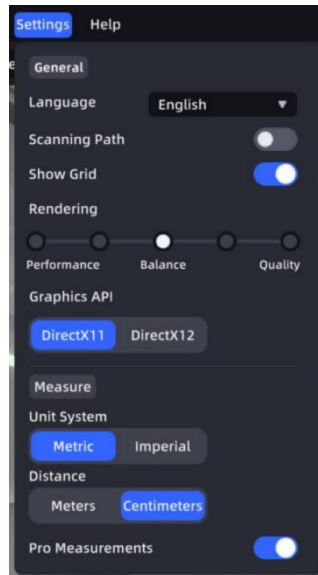 Settings Help
General
Language English
Scanning Path
Show Grid
Rendering
Performance Balance Quality
Graphics API
DirectX11 DirectX12
Measure
Unit System
Metric Imperial
Distance
Meters Centimeters
Pro Measurements